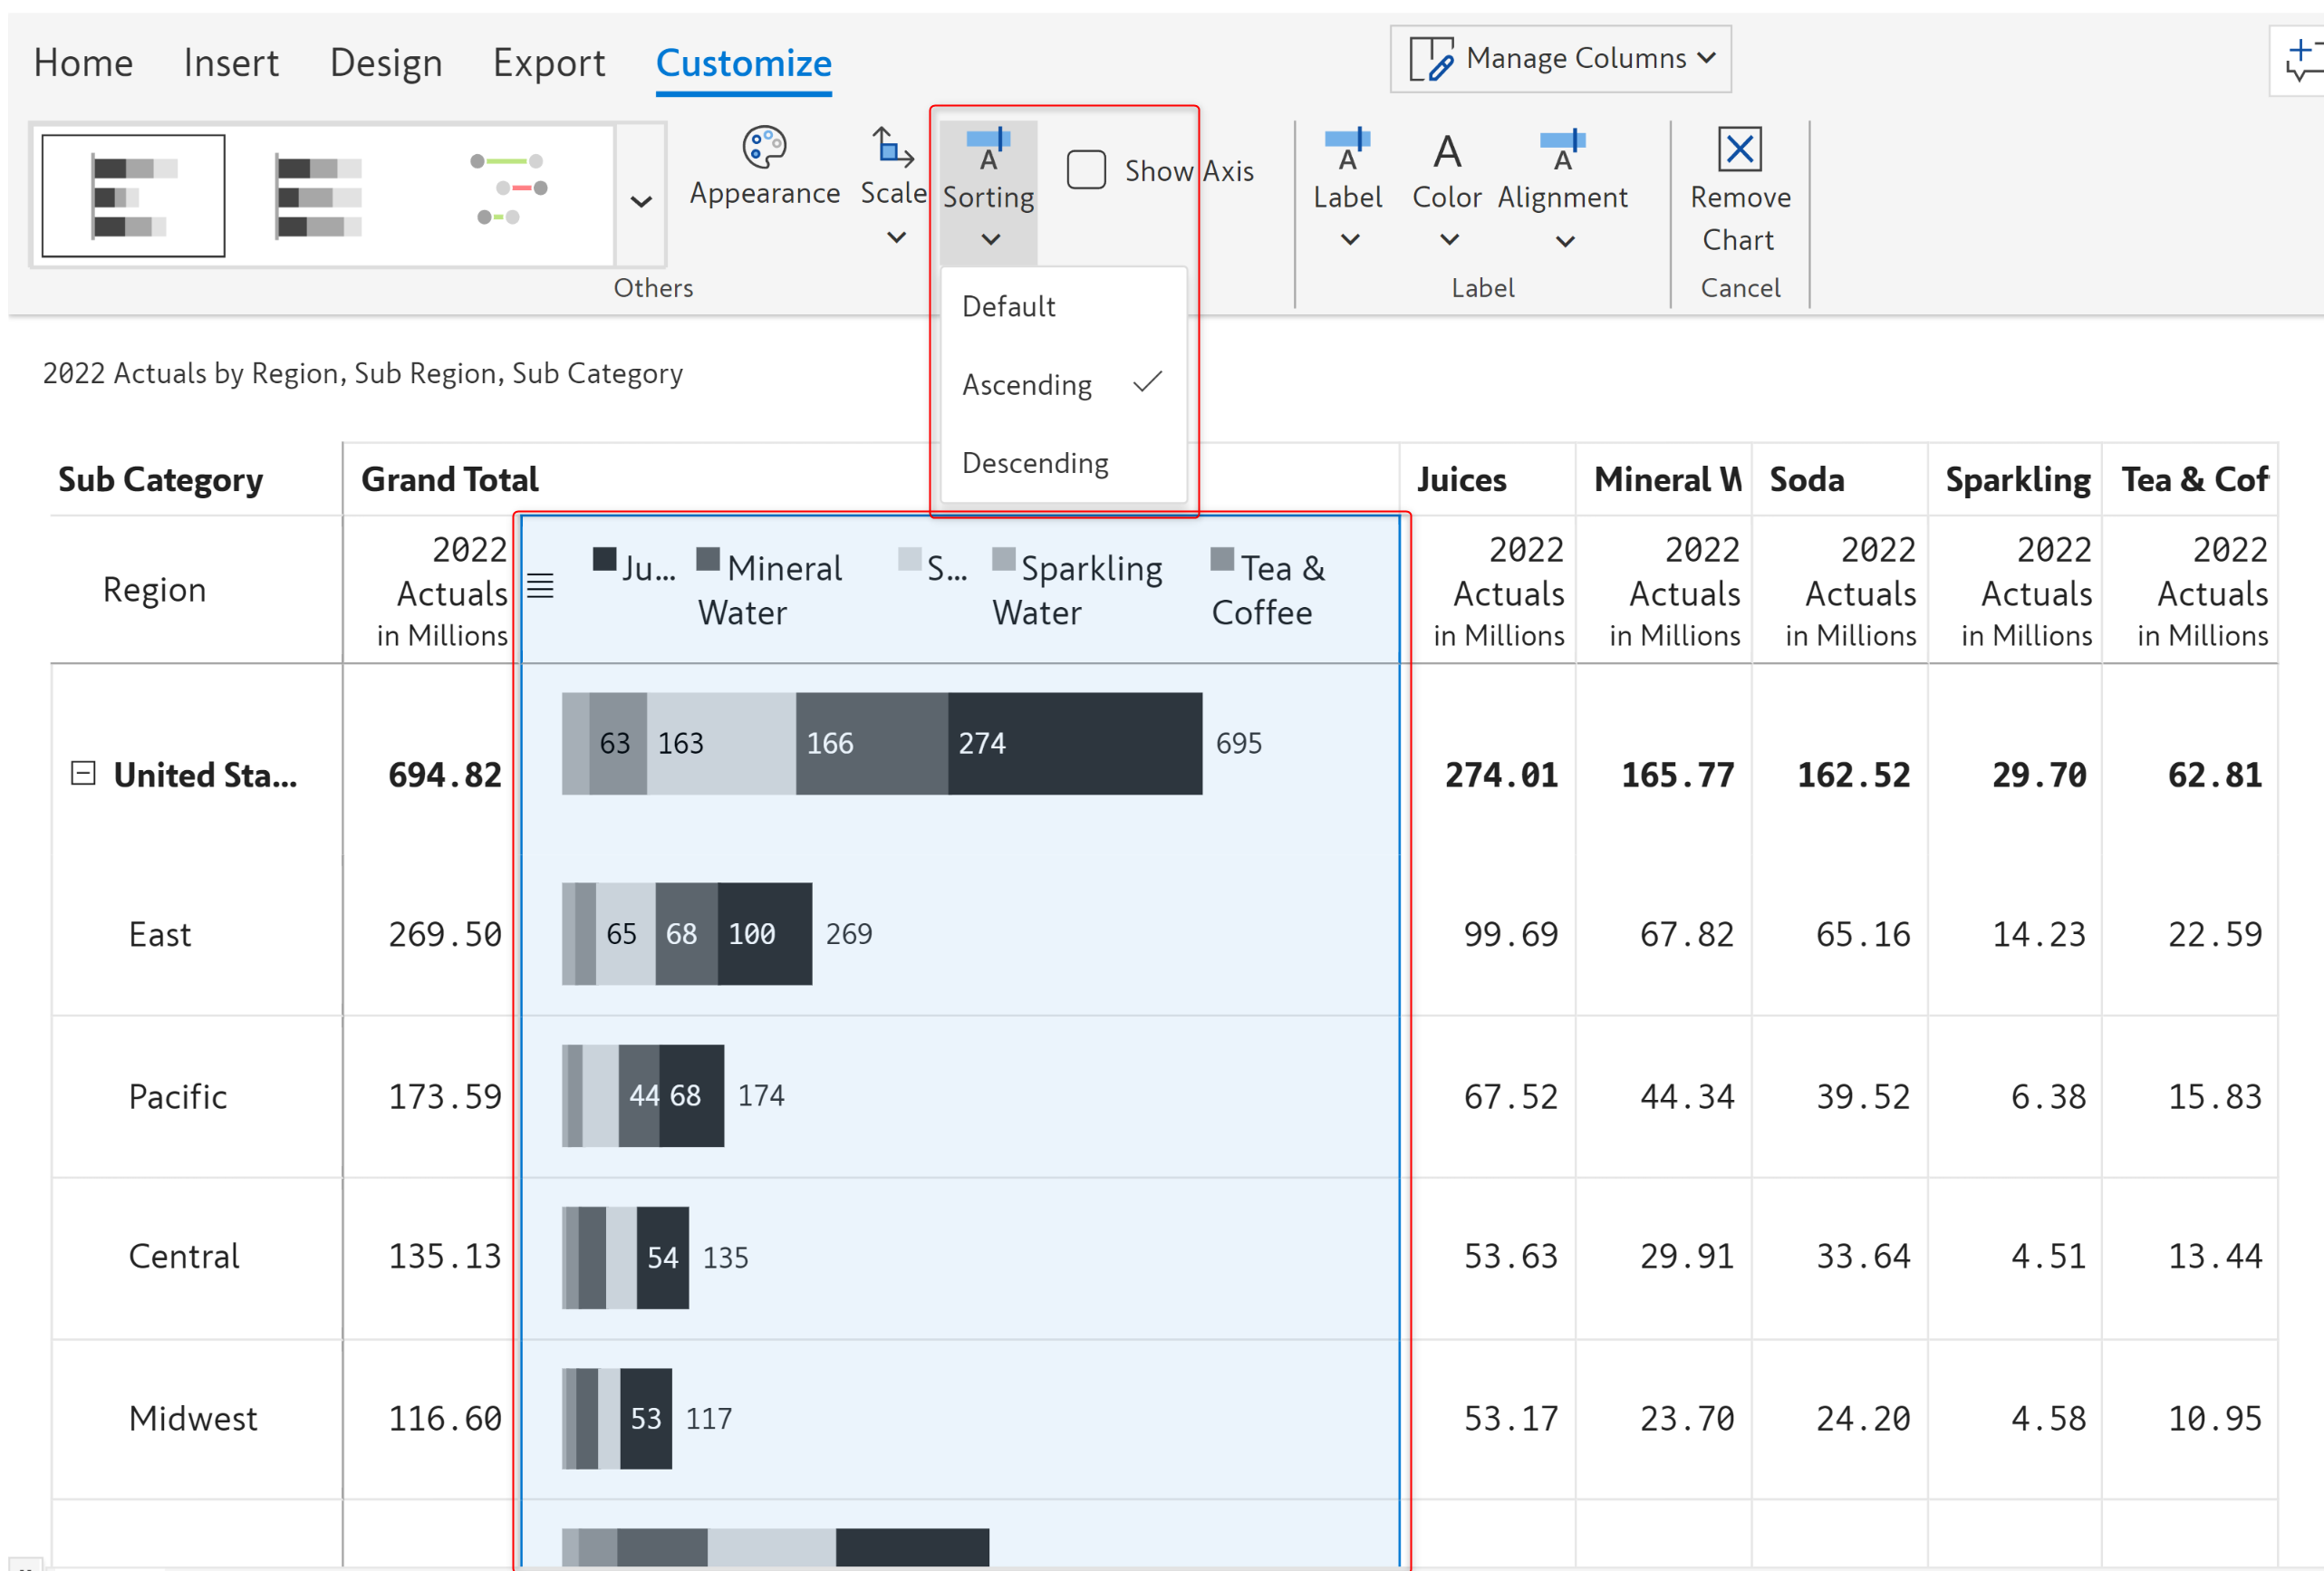 Home Insert Design Export Customize
Manage Columns
Appearance Scale Sorting Show Axis Label Color Alignment Remove Chart
Others Label Cancel
Default
Ascending
Descending
2022 Actuals by Region, Sub Region, Sub Category
Sub Category Grand Total Juices Mineral W Soda Sparkling Tea & Cof
Region 2022 Actuals in Millions Ju... Mineral Water S... Sparkling Water Tea & Coffee 2022 Actuals in Millions 2022 Actuals in Millions 2022 Actuals in Millions 2022 Actuals in Millions 2022 Actuals in Millions
United Sta... 694.82 63 163 166 274 695 274.01 165.77 162.52 29.70 62.81
East 269.50 65 68 100 269 99.69 67.82 65.16 14.23 22.59
Pacific 173.59 44 68 174 67.52 44.34 39.52 6.38 15.83
Central 135.13 54 135 53.63 29.91 33.64 4.51 13.44
Midwest 116.60 53 117 53.17 23.70 24.20 4.58 10.95